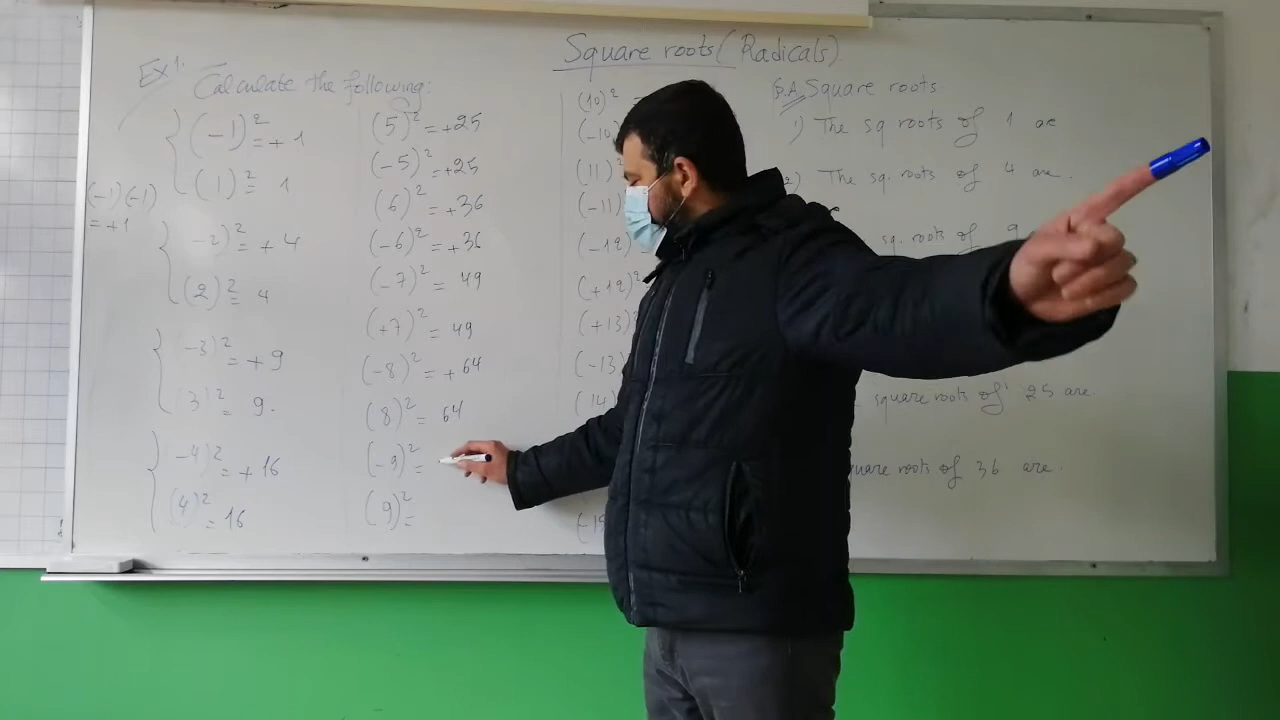 Square roots (Radicals)
Ex1: Calculate the following:
(-1)² = +1
(1)² = 1
(-1)(-1)
= +1
-2)² = +4
(2)² = 4
-3)² = +9
3)² = 9.
-4)² = +16
(4)² = 16
(5)² = +25
(-5)² = +25
(6)² = +36
(-6)² = +36
(-7)² = 49
(+7)² = 49
(-8)² = +64
(8)² = 64
(-9)² =
(9)² =
(10)² =
(-10
(11)²
(-11)
(-12)
(+12)²
(+13)²
(-13)
(14)
(-15
P.A. Square roots
1) The sq roots of 1 are
2) The sq. roots of 4 are.
sq. roots of 9
square roots of 25 are
square roots of 36 are.